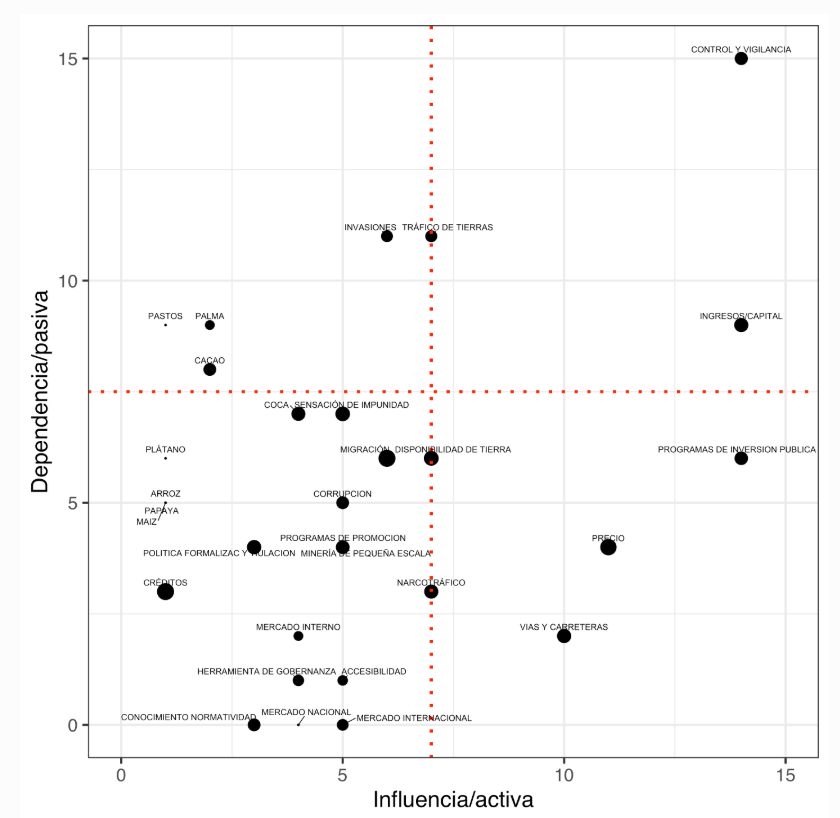 CONTROL Y VIGILANCIA
15
INVASIONES TRÁFICO DE TIERRAS
10
PASTOS PALMA
INGRESOS/CAPITAL
CACAO
COCA SENSACIÓN DE IMPUNIDAD
PLÁTANO
MIGRACIÓN DISPONIBILIDAD DE TIERRA
PROGRAMAS DE INVERSION PUBLICA
ARROZ
CORRUPCION
5
PAPAYA
MAIZ
PROGRAMAS DE PROMOCION
PRECIO
POLITICA FORMALIZAC Y MINERÍA DE PEQUEÑA ESCALA
CRÉDITOS
NARCOTRÁFICO
MERCADO INTERNO
VIAS Y CARRETERAS
HERRAMIENTA DE GOBERNANZA ACCESIBILIDAD
MERCADO NACIONAL
CONOCIMIENTO NORMATIVIDAD
MERCADO INTERNACIONAL
0
0 5 10 15
Influencia/activa
Dependencia/pasiva